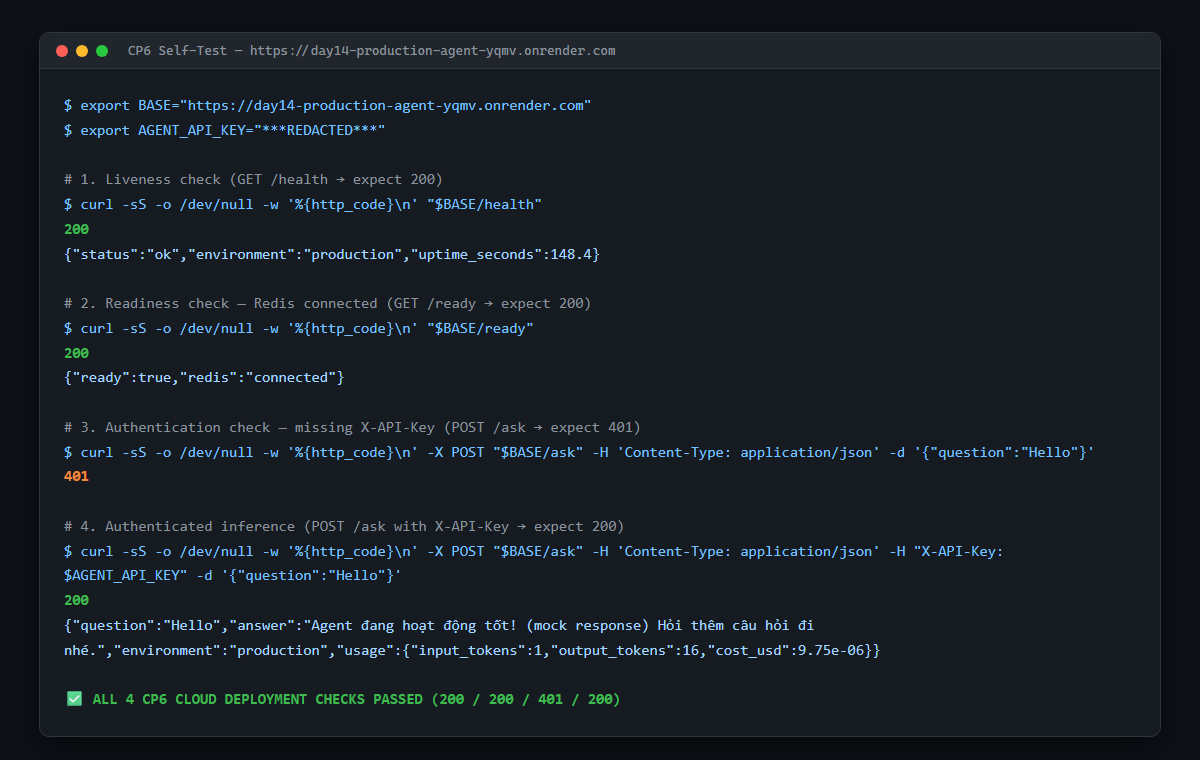 CP6 Self-Test — https://day14-production-agent-yqmv.onrender.com
$ export BASE="https://day14-production-agent-yqmv.onrender.com"
$ export AGENT_API_KEY="***REDACTED***"
# 1. Liveness check (GET /health → expect 200)
$ curl -sS -o /dev/null -w '%{http_code}\n' "$BASE/health"
200
{"status":"ok","environment":"production","uptime_seconds":148.4}
# 2. Readiness check — Redis connected (GET /ready → expect 200)
$ curl -sS -o /dev/null -w '%{http_code}\n' "$BASE/ready"
200
{"ready":true,"redis":"connected"}
# 3. Authentication check — missing X-API-Key (POST /ask → expect 401)
$ curl -sS -o /dev/null -w '%{http_code}\n' -X POST "$BASE/ask" -H 'Content-Type: application/json' -d '{"question":"Hello"}'
401
# 4. Authenticated inference (POST /ask with X-API-Key → expect 200)
$ curl -sS -o /dev/null -w '%{http_code}\n' -X POST "$BASE/ask" -H 'Content-Type: application/json' -H "X-API-Key:
$AGENT_API_KEY" -d '{"question":"Hello"}'
200
{"question":"Hello","answer":"Agent đang hoạt động tốt! (mock response) Hỏi thêm câu hỏi đi
nhé.","environment":"production","usage":{"input_tokens":1,"output_tokens":16,"cost_usd":9.75e-06}}
✅ ALL 4 CP6 CLOUD DEPLOYMENT CHECKS PASSED (200 / 200 / 401 / 200)